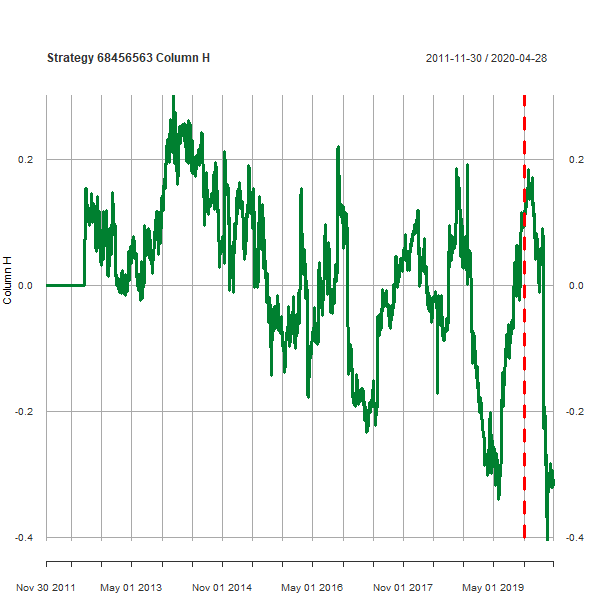 Strategy 68456563 Column H
2011-11-30 / 2020-04-28
0.2
0.2
0.0
0.0
-0.2
-0.2
-0.4
-0.4
Column H
Nov 30 2011
May 01 2013
Nov 01 2014
May 01 2016
Nov 01 2017
May 01 2019